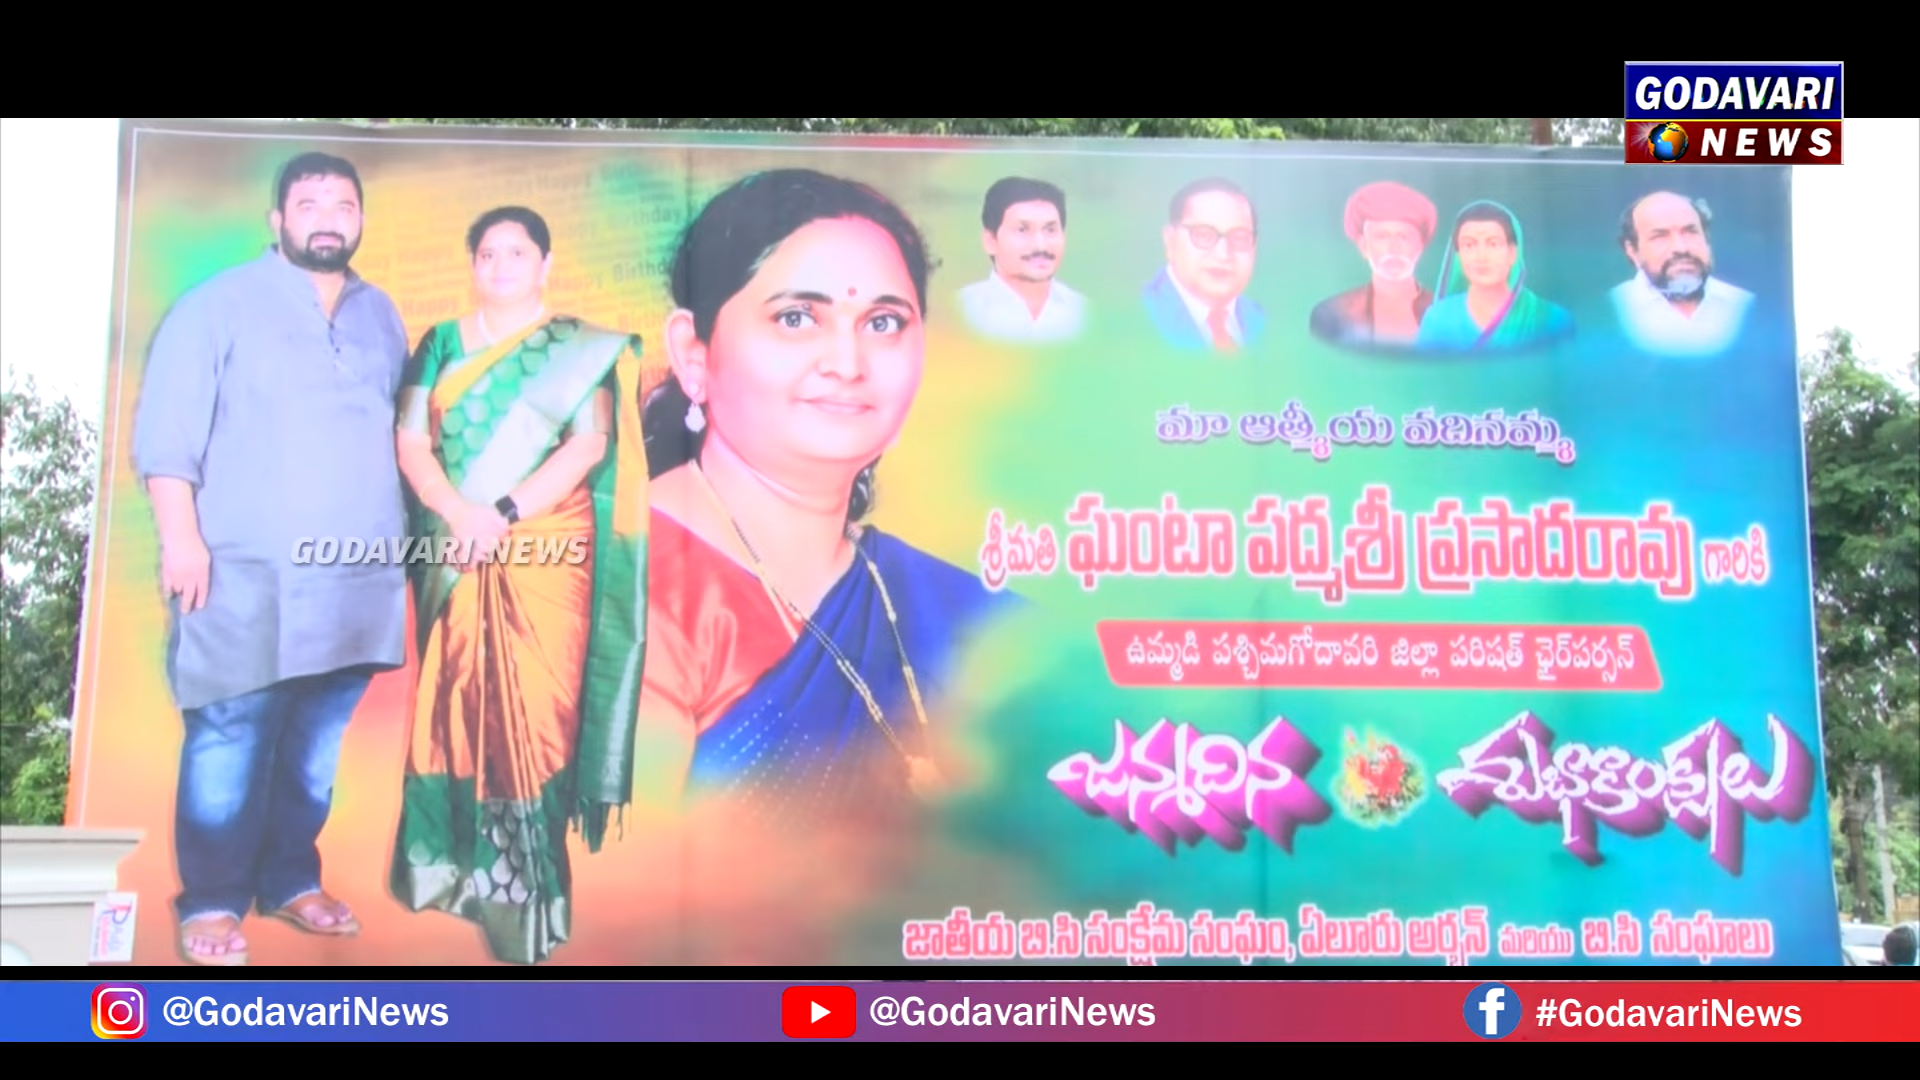 GODAVARI
NEWS
మా ఆత్మీయ వదినమ్మ
శ్రీమతి ఘంటా పద్మశ్రీ ప్రసాదరావు గారికి
GODAVARI NEWS
ఉమ్మడి పశ్చిమగోదావరి జిల్లా పరిషత్ ఛైర్‌పర్సన్
జన్మదిన శుభాకాంక్షలు
జాతీయ బి.సి సంక్షేమ సంఘం, ఏలూరు అర్బన్ మరియు బి.సి సంఘాలు
@GodavariNews @GodavariNews #GodavariNews